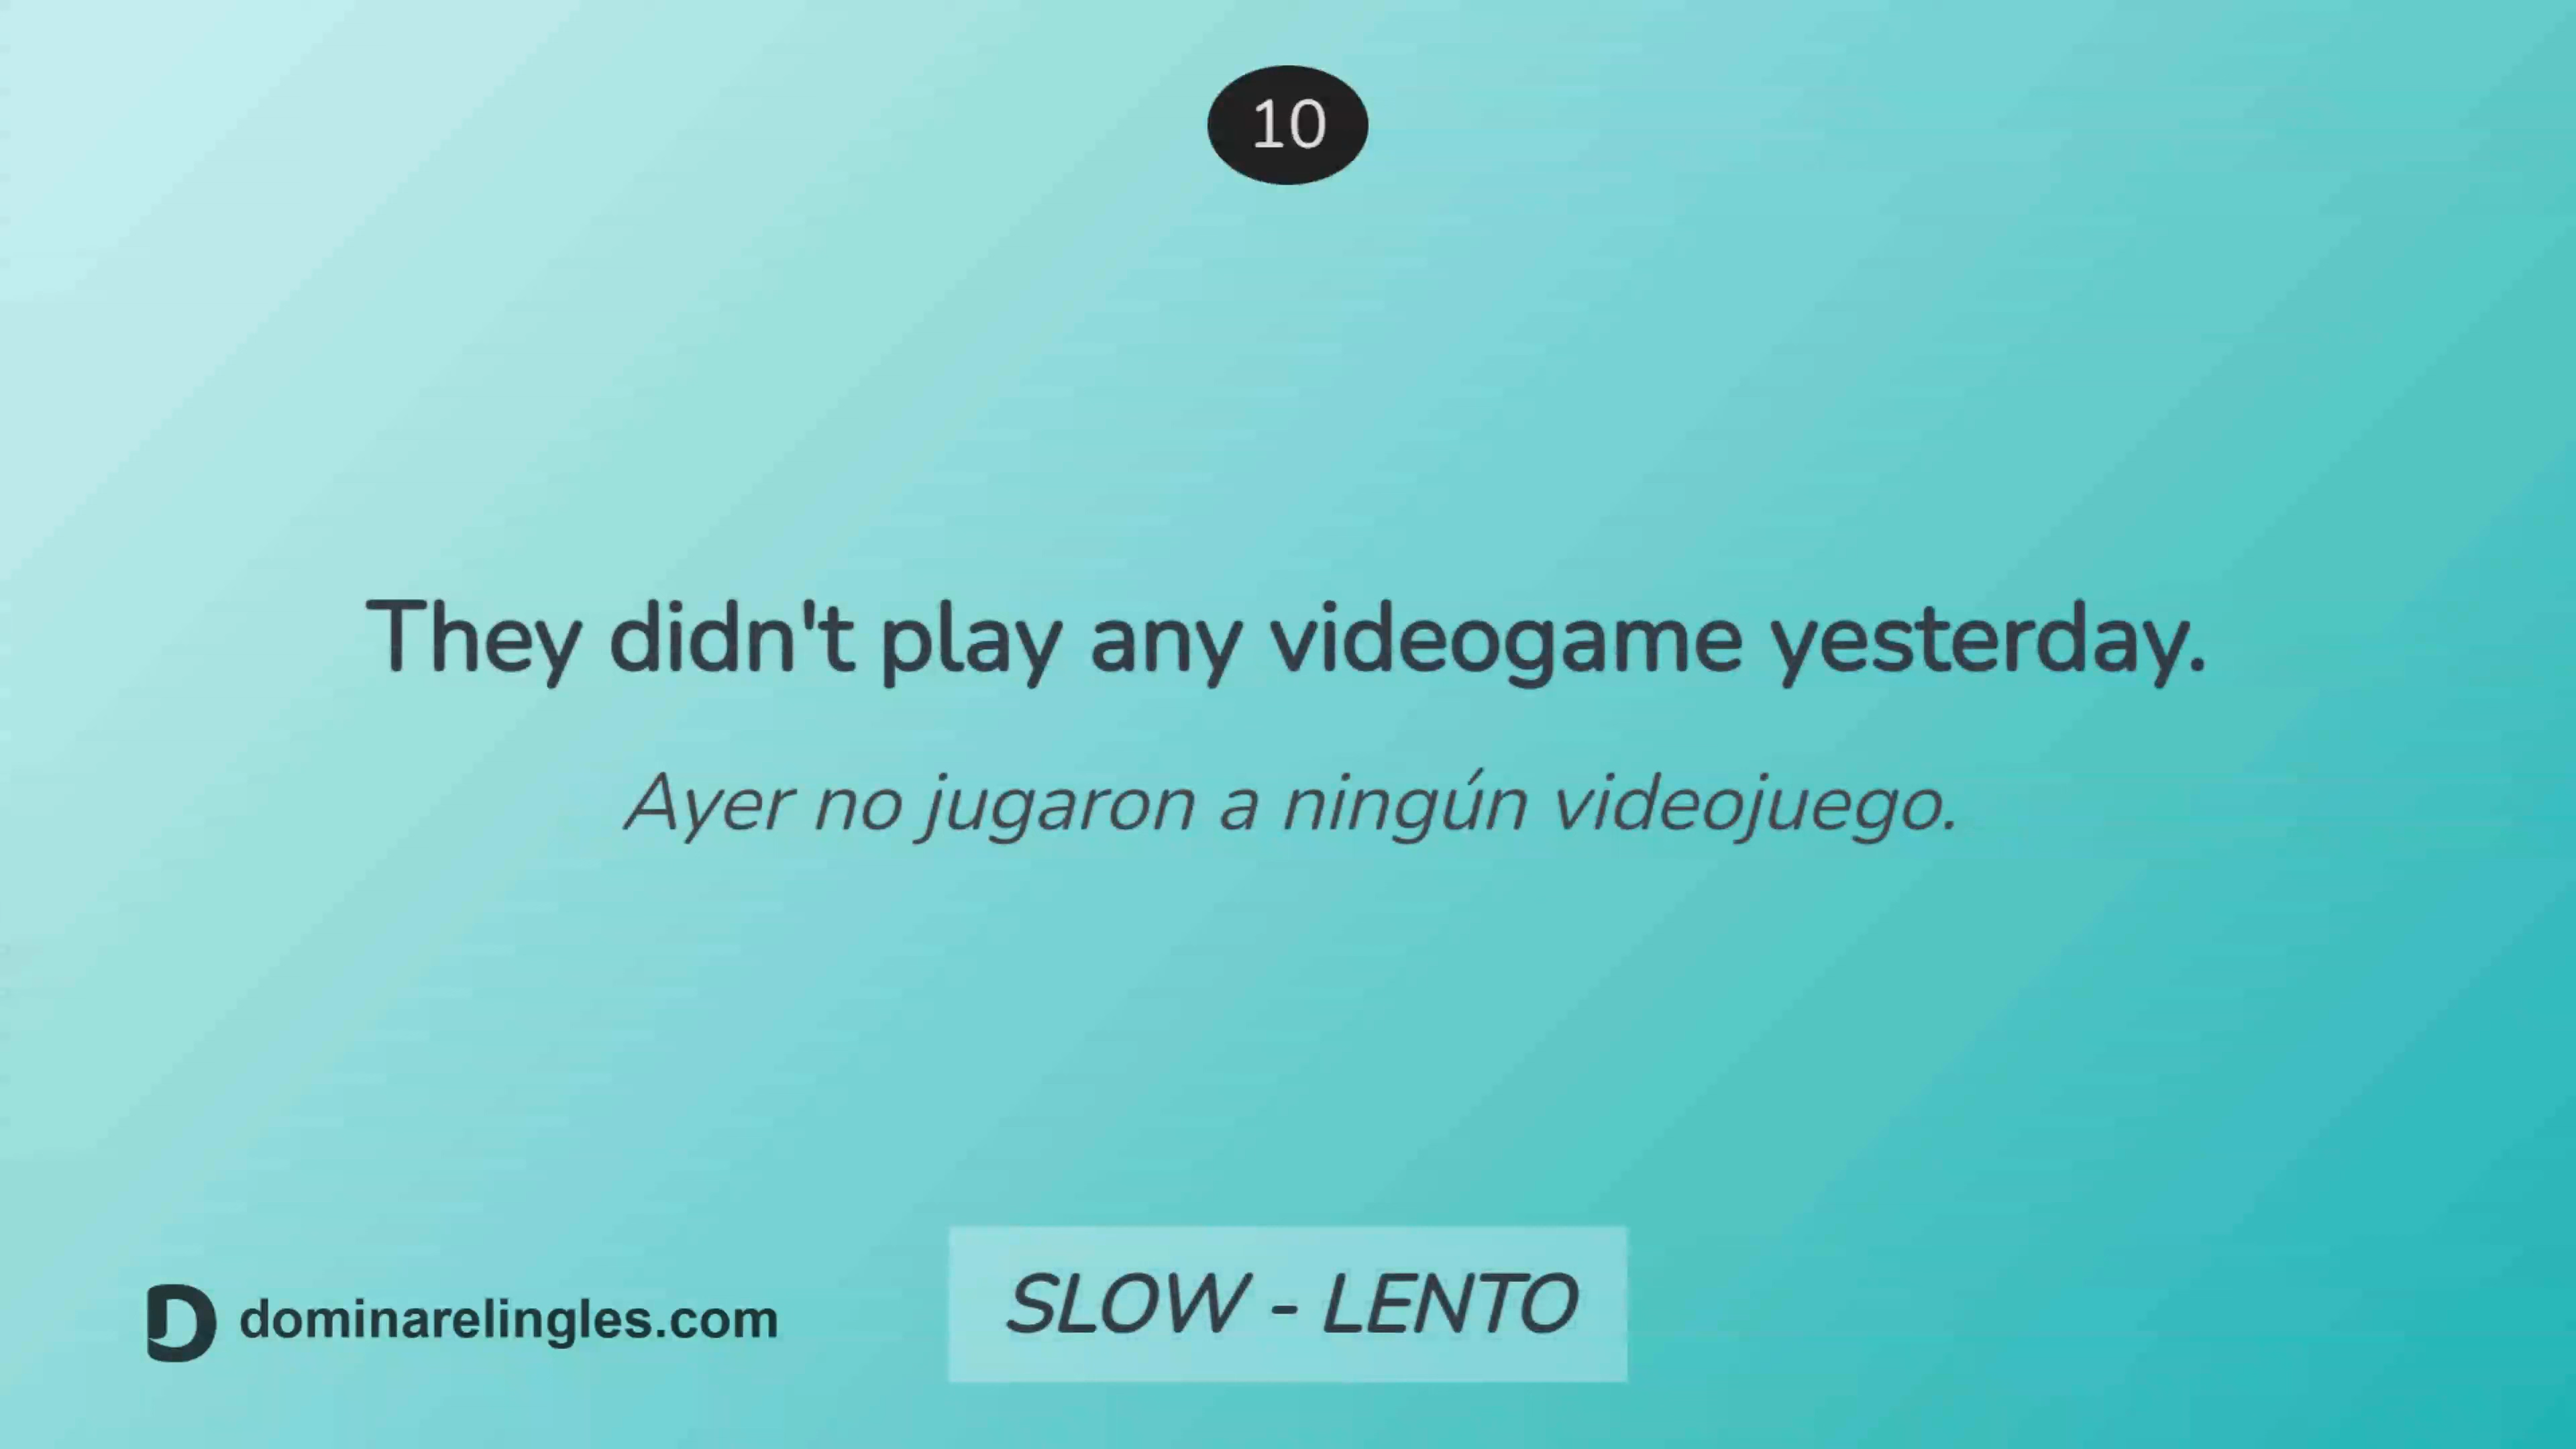 10
They didn't play any videogame yesterday.
Ayer no jugaron a ningún videojuego.
SLOW - LENTO
D dominarelingles.com